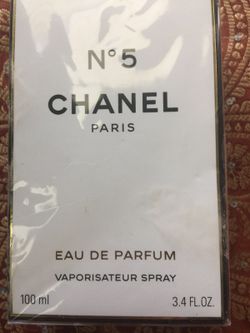 N°5
CHANEL
PARIS
EAU DE PARFUM
VAPORISATEUR SPRAY
100 ml 3.4 FL.OZ.